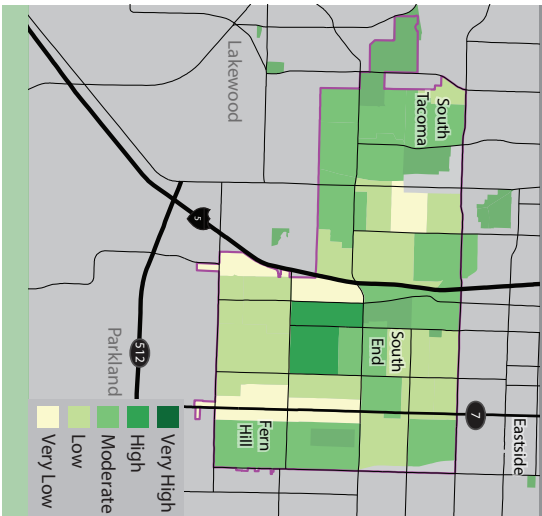 Lakewood
South
Tacoma
5
512
Parkland
South
End
7
Eastside
Fern
Hill
Very High
High
Moderate
Low
Very Low